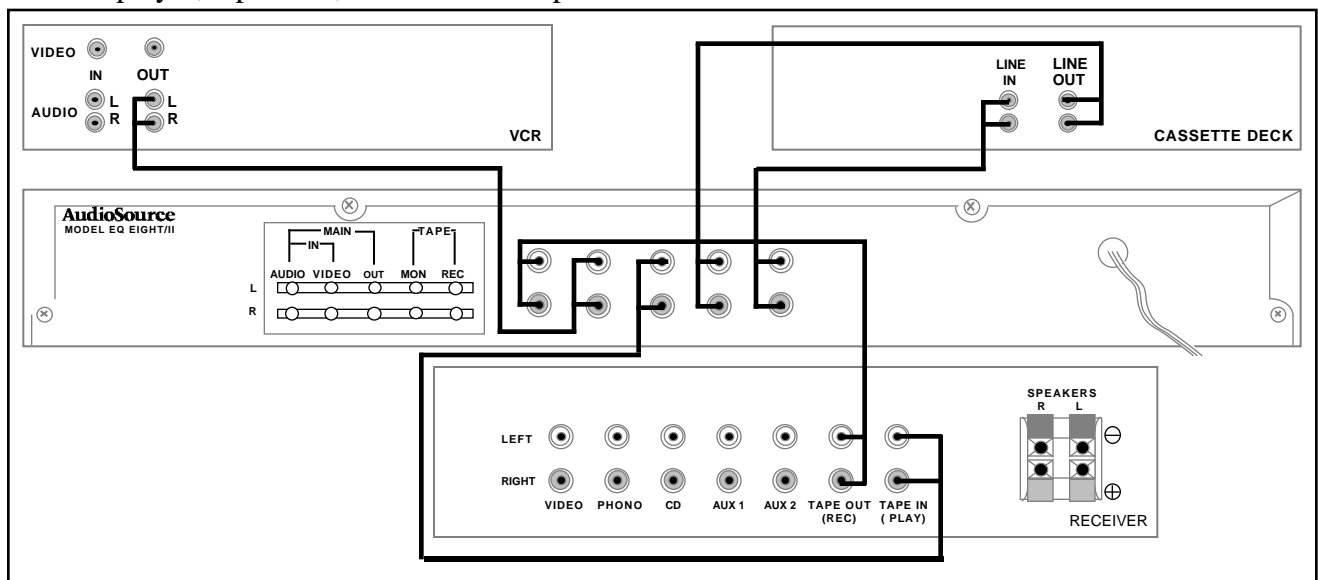 VIDEO
IN OUT
AUDIO
L L
R R
VCR
LINE IN
LINE OUT
CASSETTE DECK
AudioSource
MODEL EQ EIGHT/II
MAIN TAPE
IN
AUDIO VIDEO OUT MON REC
L
R
SPEAKERS
R L
LEFT
RIGHT
VIDEO PHONO CD AUX 1 AUX 2 TAPE OUT TAPE IN
(REC) ( PLAY)
RECEIVER